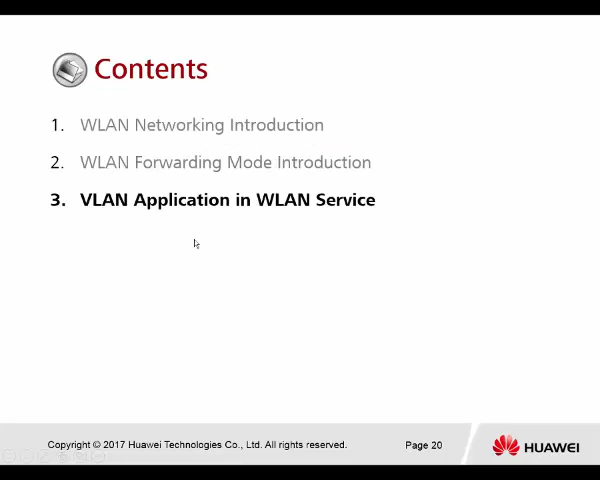 Contents
1. WLAN Networking Introduction
2. WLAN Forwarding Mode Introduction
3. VLAN Application in WLAN Service
Copyright © 2017 Huawei Technologies Co., Ltd. All rights reserved.
Page 20
HUAWEI